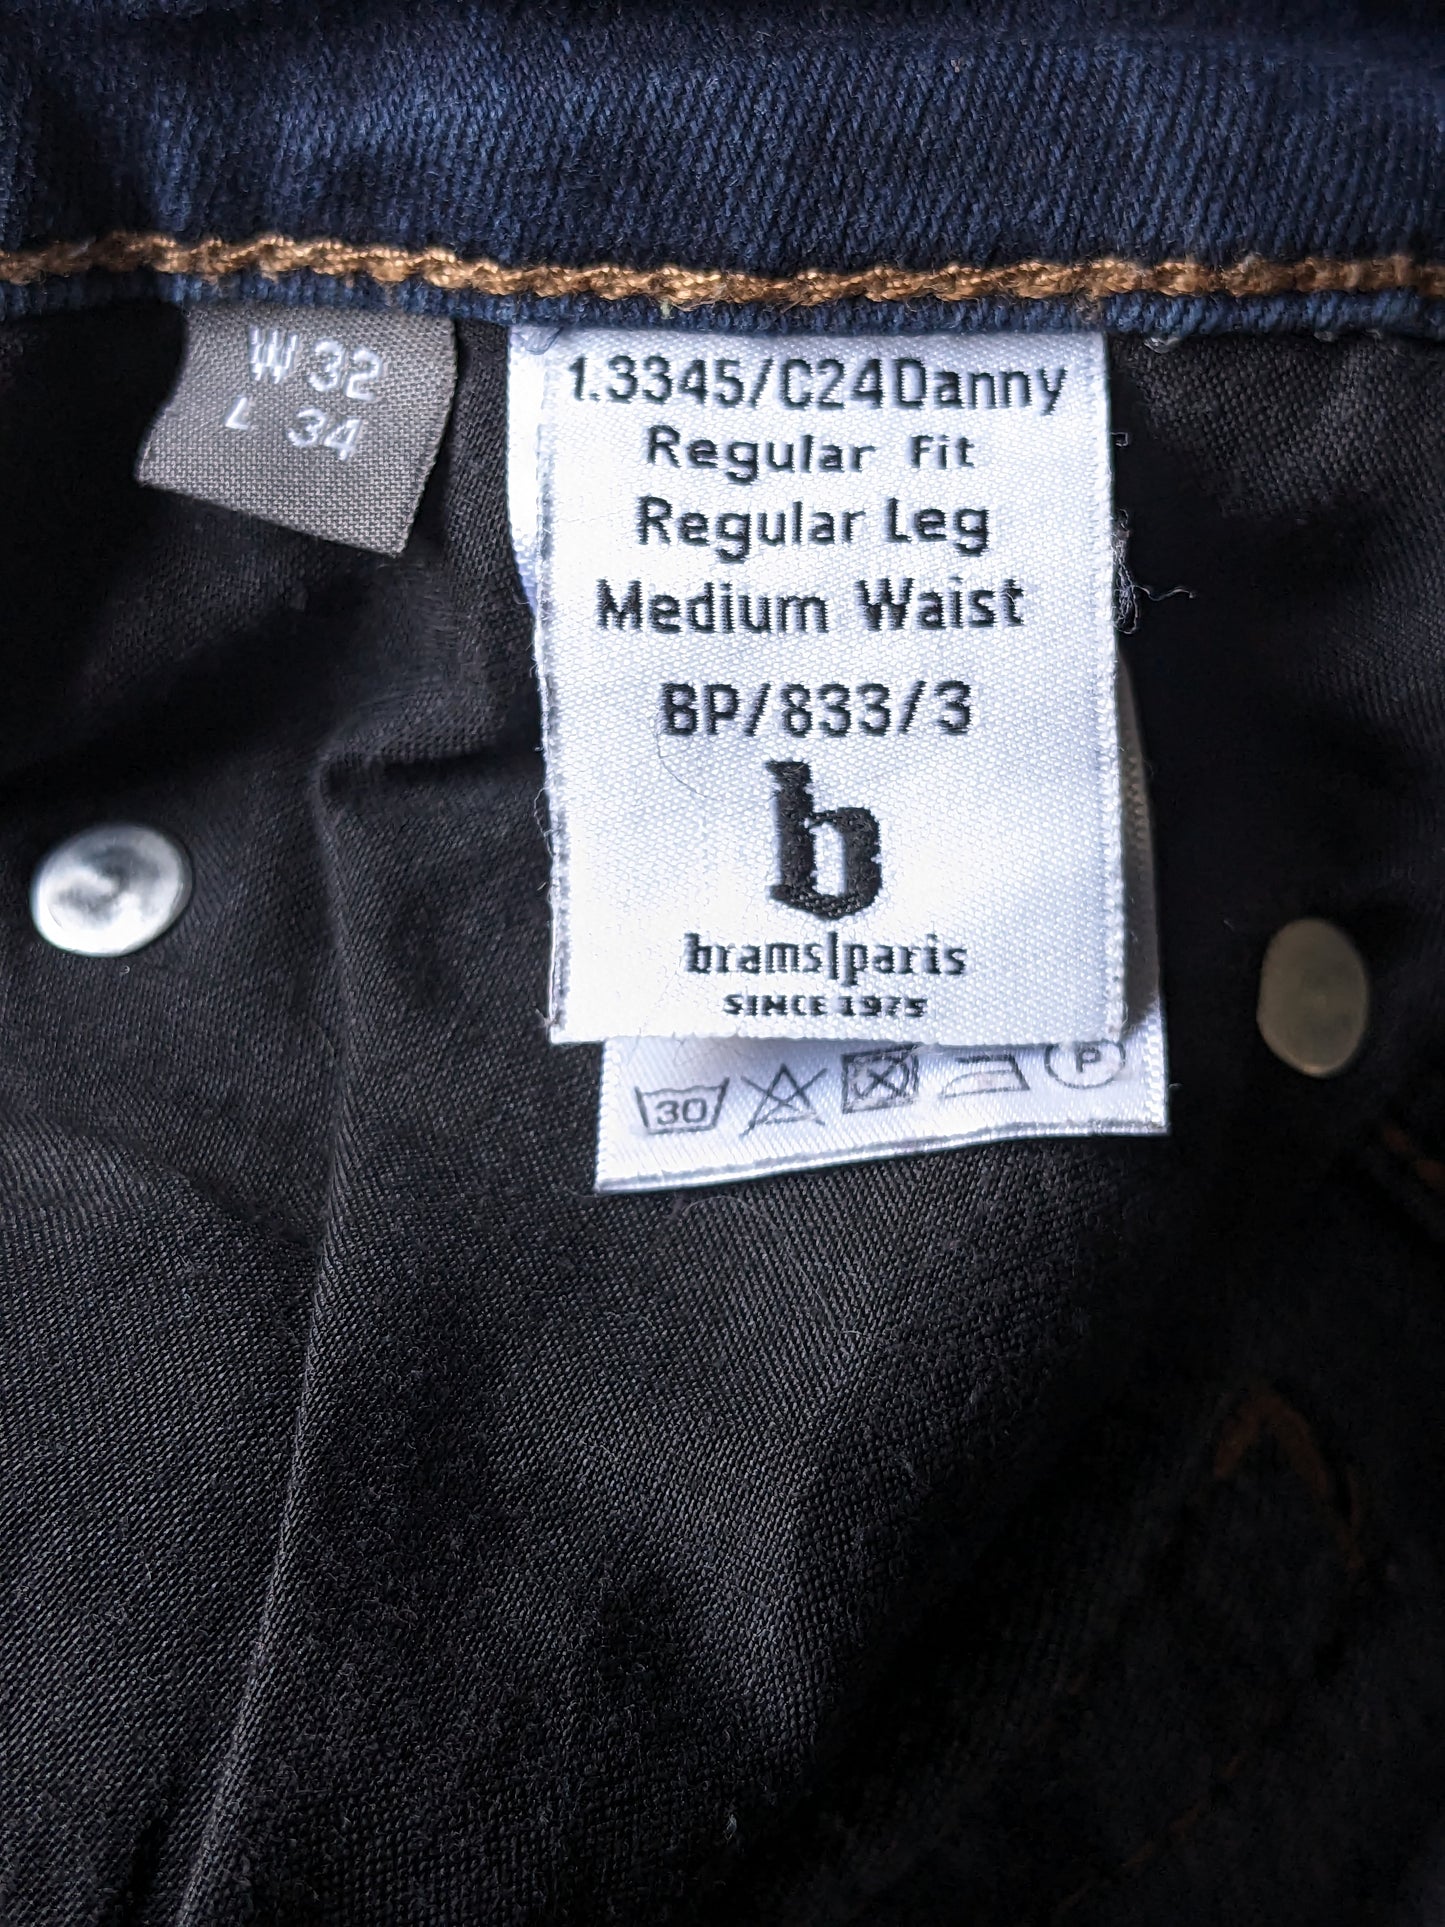 W 32
L 34
1.3345/C24Danny
Regular Fit
Regular Leg
Medium Waist
BP/833/3
b
brams|paris
SINCE 1975
30
P